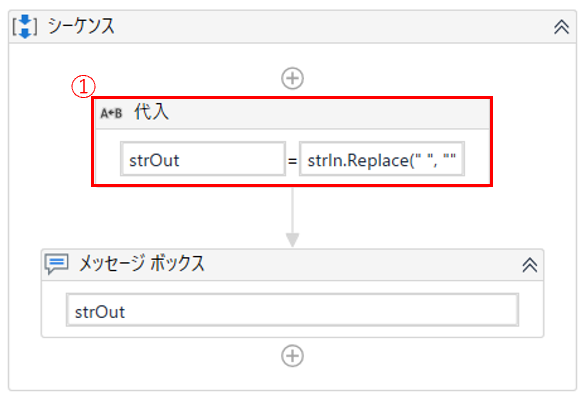 シーケンス
①
A←B 代入
strOut = strIn.Replace(" ", ""
メッセージ ボックス
strOut